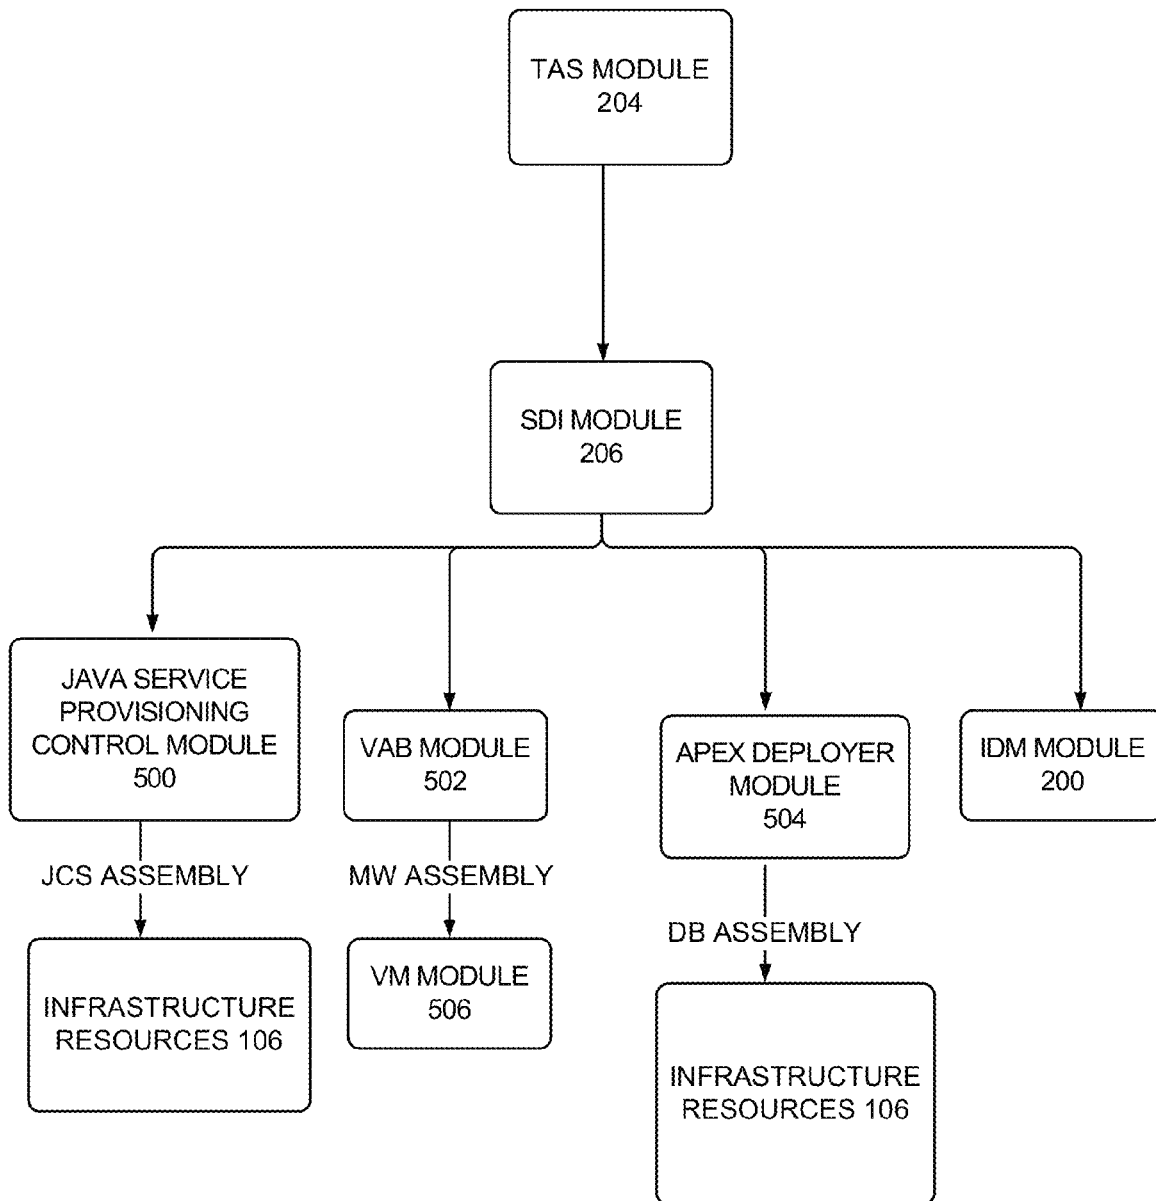 TAS MODULE
204
SDI MODULE
206
JAVA SERVICE
PROVISIONING
CONTROL MODULE
500
VAB MODULE
502
APEX DEPLOYER
MODULE
504
IDM MODULE
200
JCS ASSEMBLY
MW ASSEMBLY
DB ASSEMBLY
INFRASTRUCTURE
RESOURCES 106
VM MODULE
506
INFRASTRUCTURE
RESOURCES 106